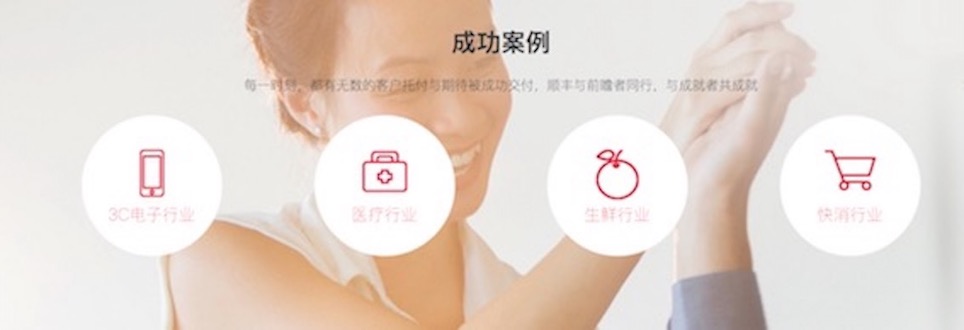 成功案例
每一时刻，都有无数的客户托付与期待被成功交付，顺丰与前瞻者同行，与成就者共成就
3C电子行业
医疗行业
生鲜行业
快消行业